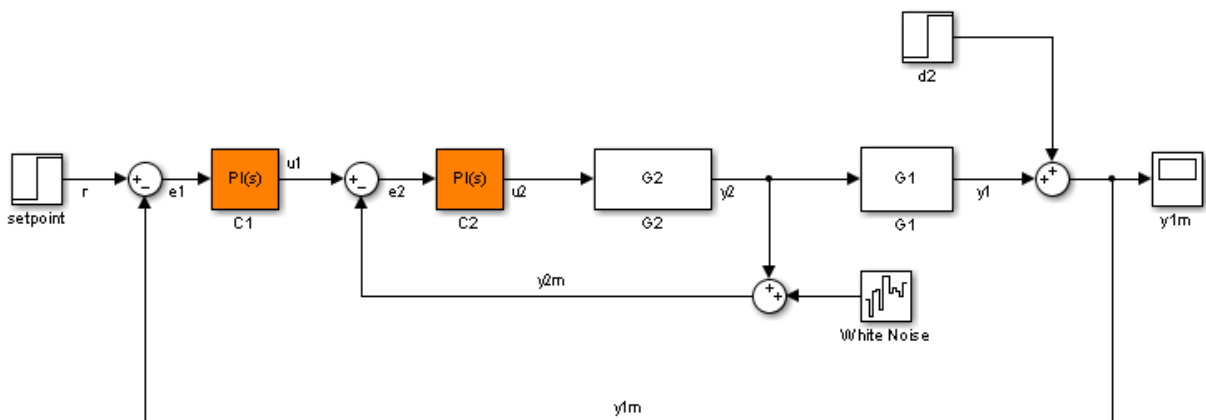 d2
setpoint
r
+
−
e1
PI(s)
C1
u1
+
−
e2
PI(s)
C2
u2
G2
G2
y2
G1
G1
y1
+
+
y1m
y2m
+
+
White Noise
y1m